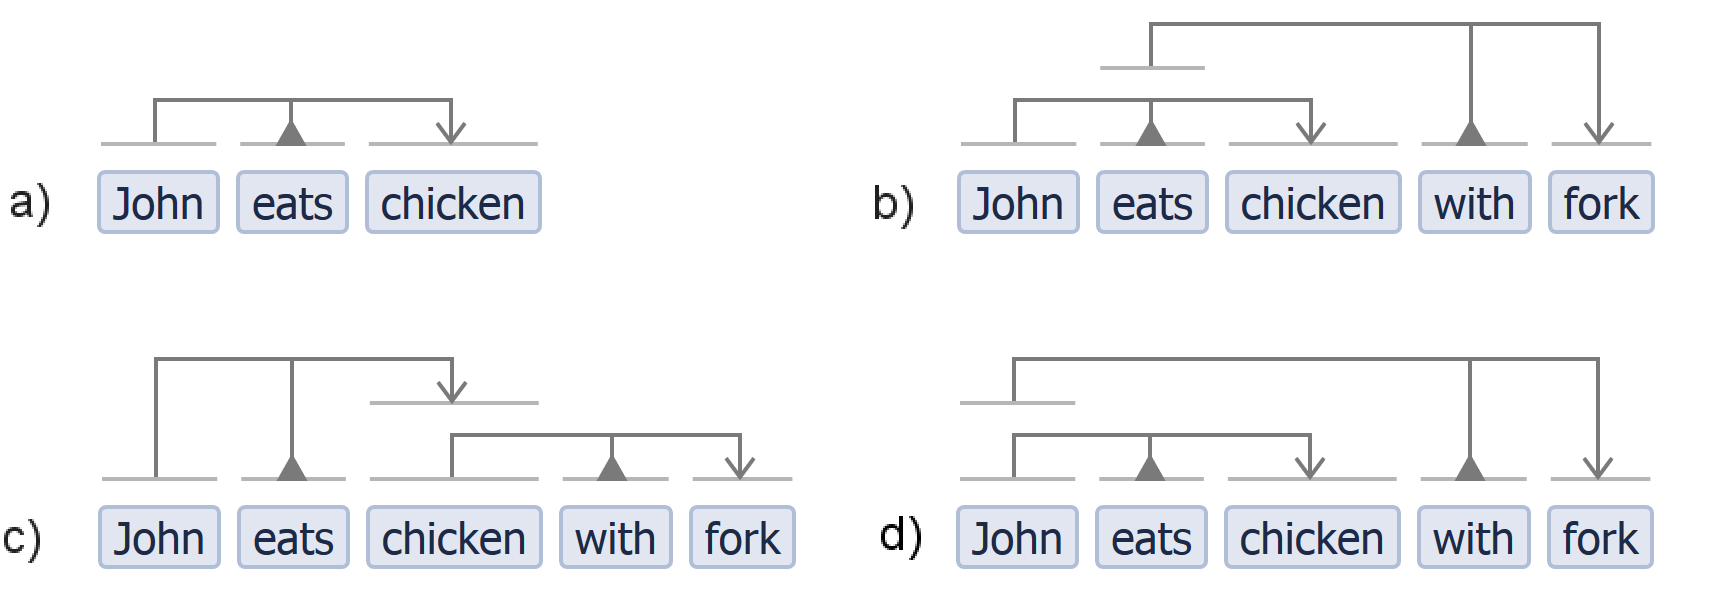 a) John eats chicken
b) John eats chicken with fork
c) John eats chicken with fork
d) John eats chicken with fork